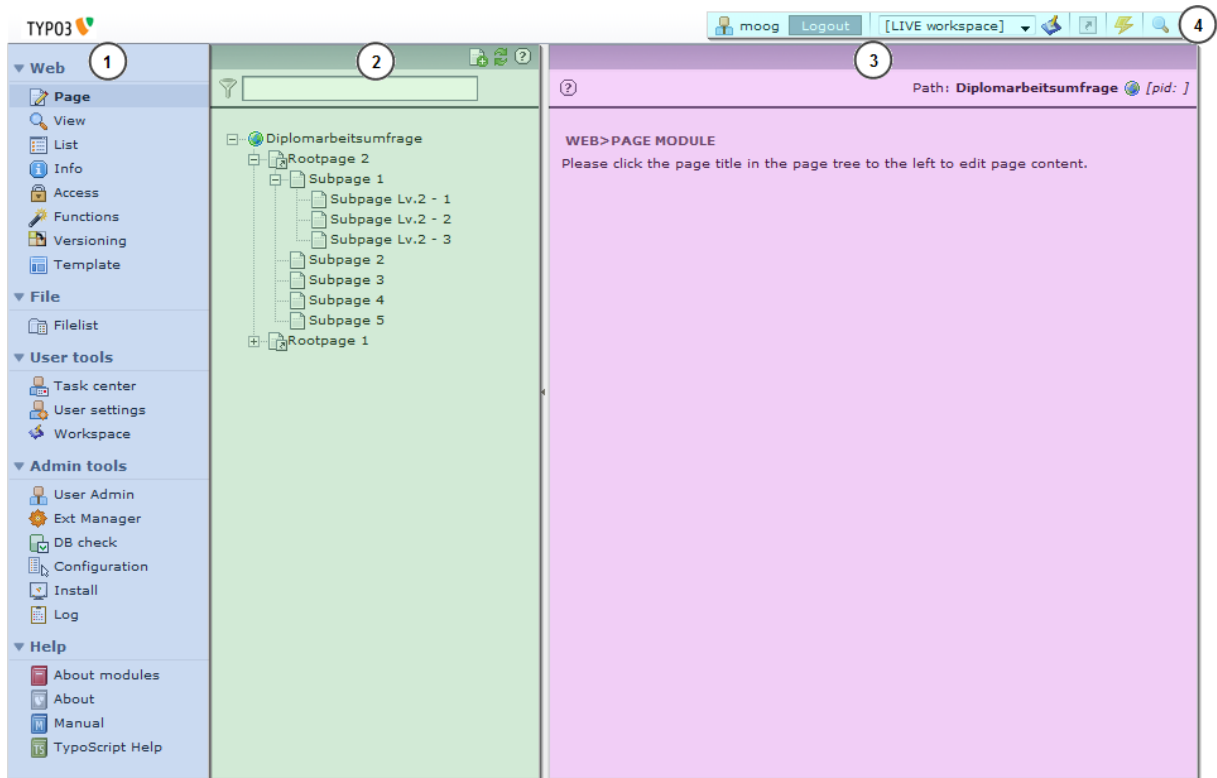 TYPO3
moog Logout [LIVE workspace] 4
1
2
3
Web
Page
View
List
Info
Access
Functions
Versioning
Template
File
Filelist
User tools
Task center
User settings
Workspace
Admin tools
User Admin
Ext Manager
DB check
Configuration
Install
Log
Help
About modules
About
Manual
TypoScript Help
Diplomarbeitsumfrage
Rootpage 2
Subpage 1
Subpage Lv.2 - 1
Subpage Lv.2 - 2
Subpage Lv.2 - 3
Subpage 2
Subpage 3
Subpage 4
Subpage 5
Rootpage 1
Path: Diplomarbeitsumfrage [pid: ]
WEB>PAGE MODULE
Please click the page title in the page tree to the left to edit page content.